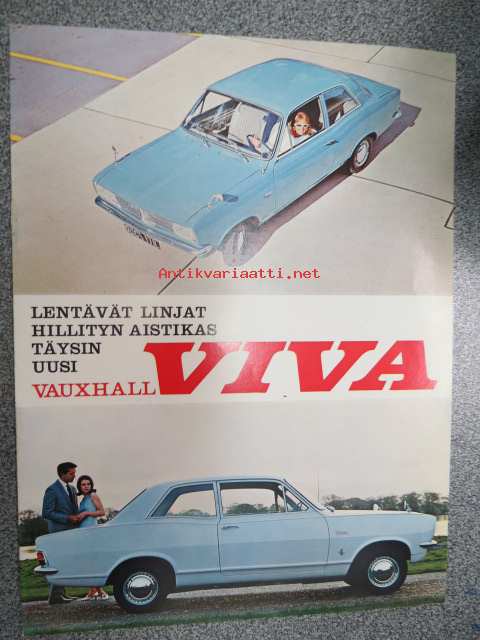 Antikvariaatti.net
LENTÄVÄT LINJAT
HILLITYN AISTIKAS
TÄYSIN
UUSI
VAUXHALL VIVA